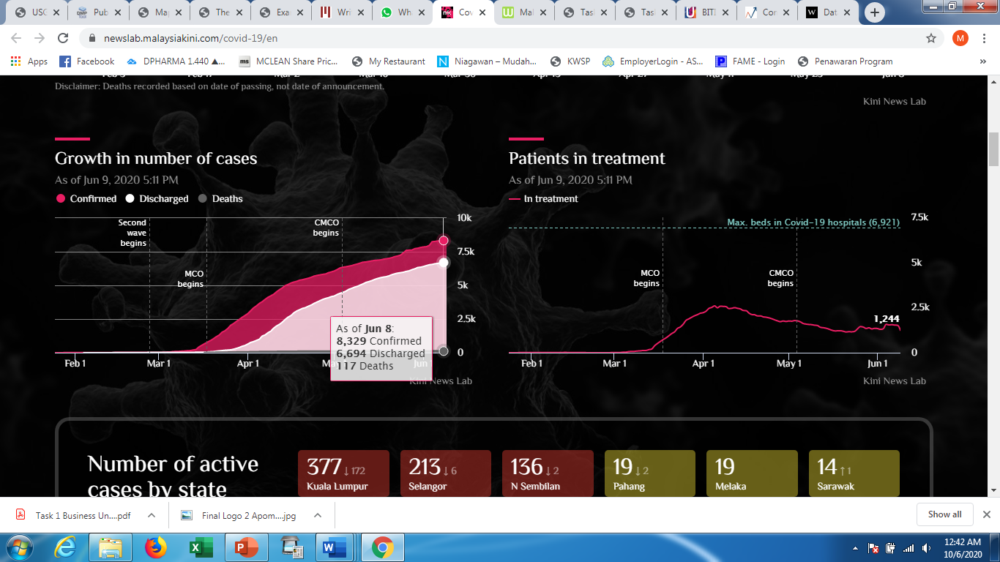 USC
Pub
Ma
The
Exa
Wri
Wh
Cov
Mal
Tas
Tas
BITI
Cor
Dat
newslab.malaysiakini.com/covid-19/en
M
Apps
Facebook
DPHARMA 1.440 ▲...
MCLEAN Share Pric...
My Restaurant
Niagawan – Mudah...
KWSP
EmployerLogin – AS...
FAME - Login
Penawaran Program
»
Disclaimer: Deaths recorded based on date of passing, not date of announcement.
Kini News Lab
Growth in number of cases
As of Jun 9, 2020 5:11 PM
Confirmed Discharged Deaths
Second
wave
begins
MCO
begins
CMCO
begins
10k
7.5k
5k
2.5k
0
As of Jun 8:
8,329 Confirmed
6,694 Discharged
117 Deaths
Feb 1 Mar 1 Apr 1 Ma Jun
Kini News Lab
Patients in treatment
As of Jun 9, 2020 5:11 PM
In treatment
Max. beds in Covid-19 hospitals (6,921)
MCO
begins
CMCO
begins
7.5k
5k
2.5k
1,244
0
Feb 1 Mar 1 Apr 1 May 1 Jun 1
Kini News Lab
Number of active
cases by state
377 ↓ 172
Kuala Lumpur
213 ↓ 6
Selangor
136 ↓ 2
N Sembilan
19 ↓ 2
Pahang
19
Melaka
14 ↑ 1
Sarawak
Task 1 Business Un....pdf
Final Logo 2 Apom....jpg
Show all
12:42 AM
10/6/2020